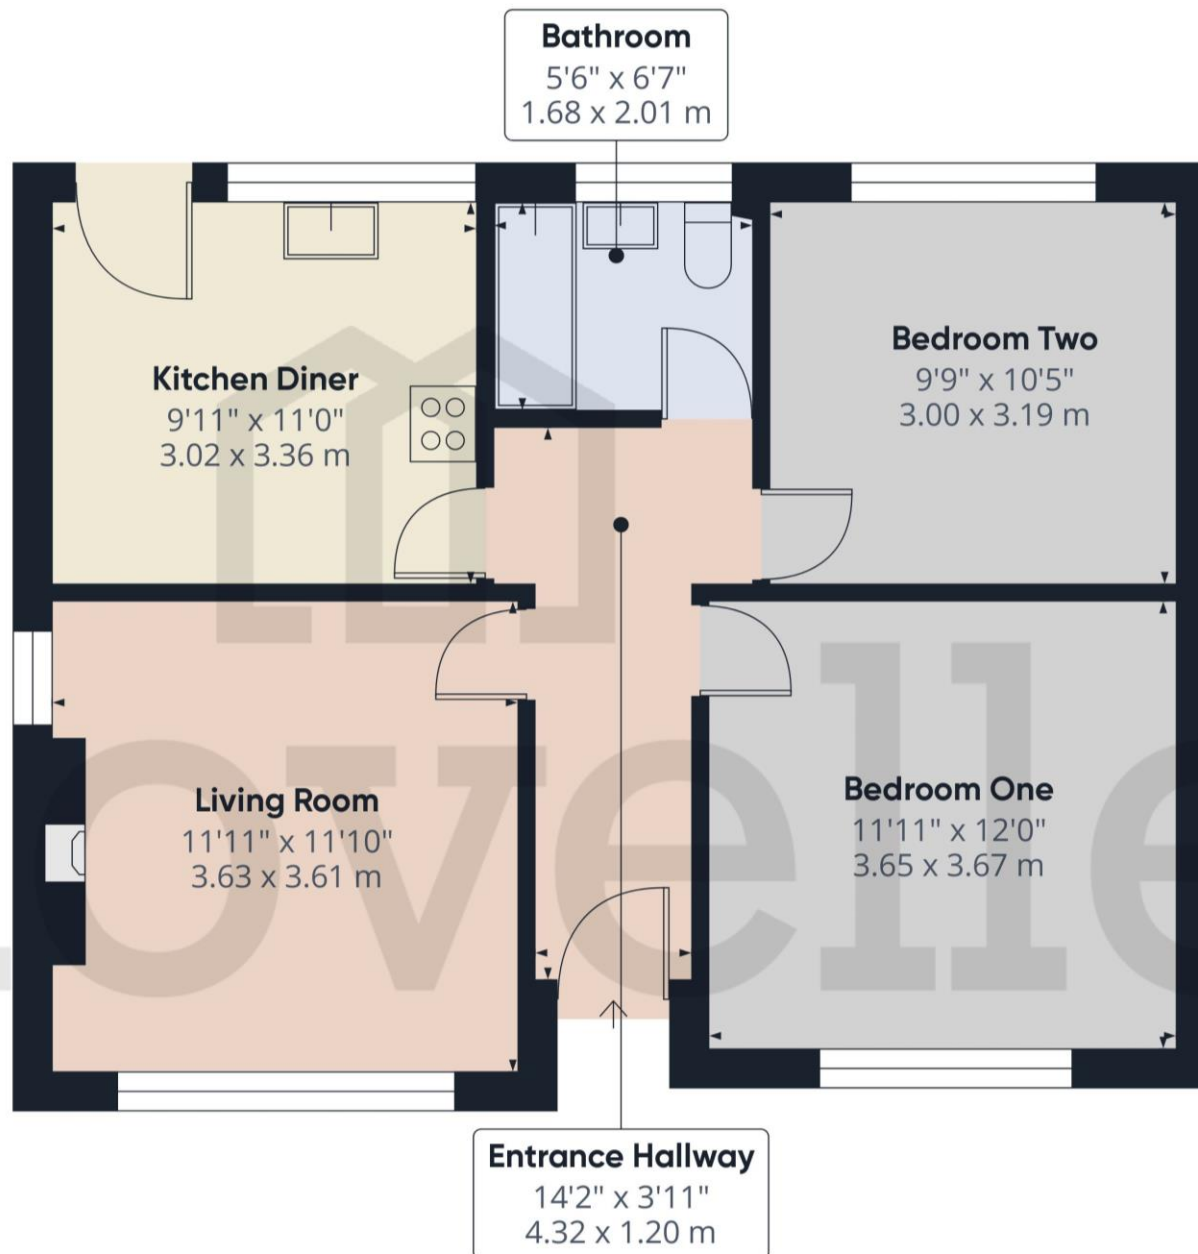 Bathroom
5'6" x 6'7"
1.68 x 2.01 m
Kitchen Diner
9'11" x 11'0"
3.02 x 3.36 m
Bedroom Two
9'9" x 10'5"
3.00 x 3.19 m
Living Room
11'11" x 11'10"
3.63 x 3.61 m
Bedroom One
11'11" x 12'0"
3.65 x 3.67 m
Lovelle
Entrance Hallway
14'2" x 3'11"
4.32 x 1.20 m